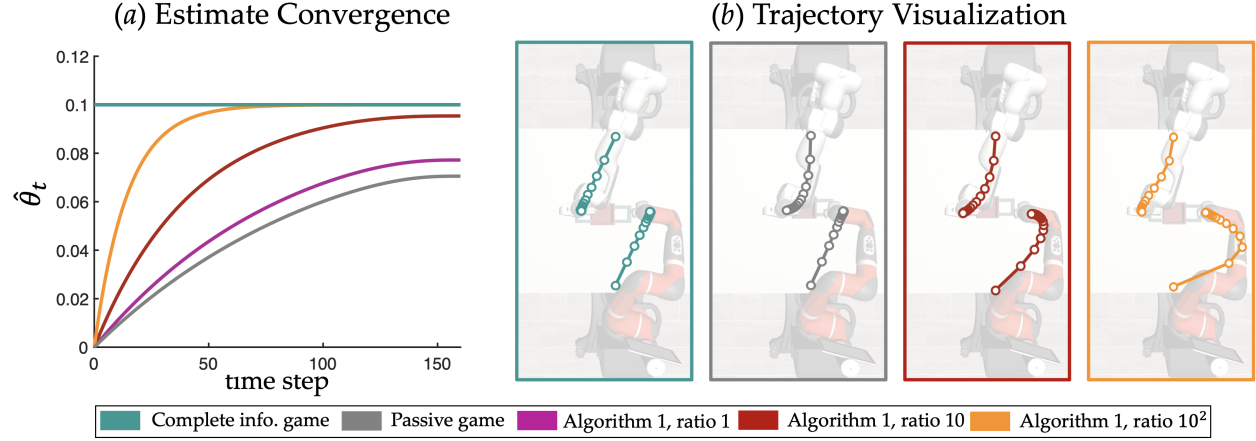 (a) Estimate Convergence
(b) Trajectory Visualization
0.12
0.1
0.08
0.06
0.04
0.02
0
θ̂t
0 50 100 150
time step
Complete info. game Passive game Algorithm 1, ratio 1 Algorithm 1, ratio 10 Algorithm 1, ratio 10²